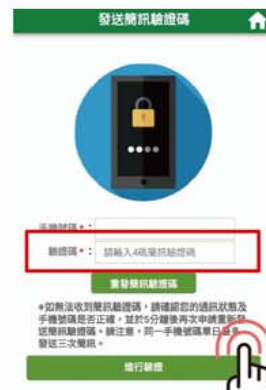 發送簡訊驗證碼
手機號碼*：
驗證碼*：請輸入4碼簡訊驗證碼
重發簡訊驗證碼
*如無法收到簡訊驗證碼，請確認您的通訊狀態及
手機號碼是否正確，並於5分鐘後再次申請重新發
送簡訊驗證碼。請注意，同一手機號碼單日最多
發送三次簡訊。
進行驗證